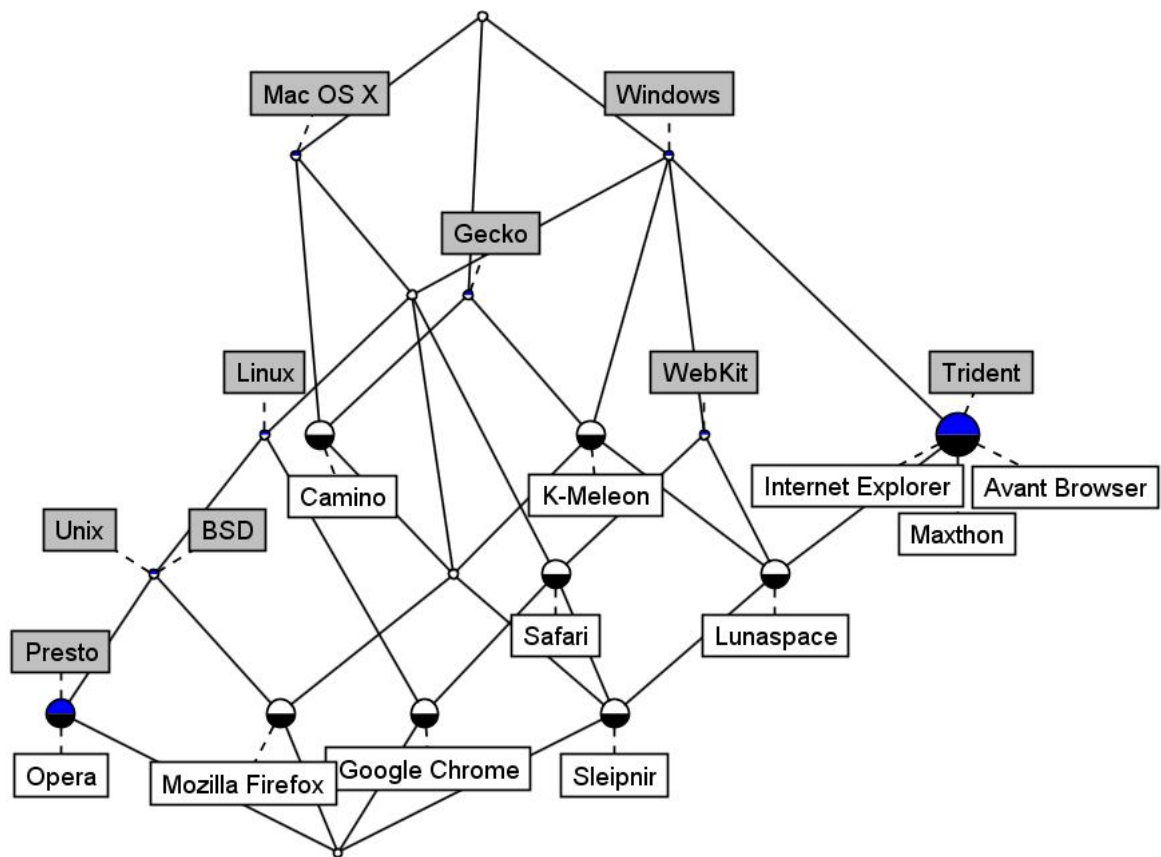 Mac OS X
Windows
Gecko
Linux
WebKit
Trident
Camino
K-Meleon
Internet Explorer
Avant Browser
Maxthon
Unix
BSD
Safari
Lunaspace
Presto
Opera
Mozilla Firefox
Google Chrome
Sleipnir